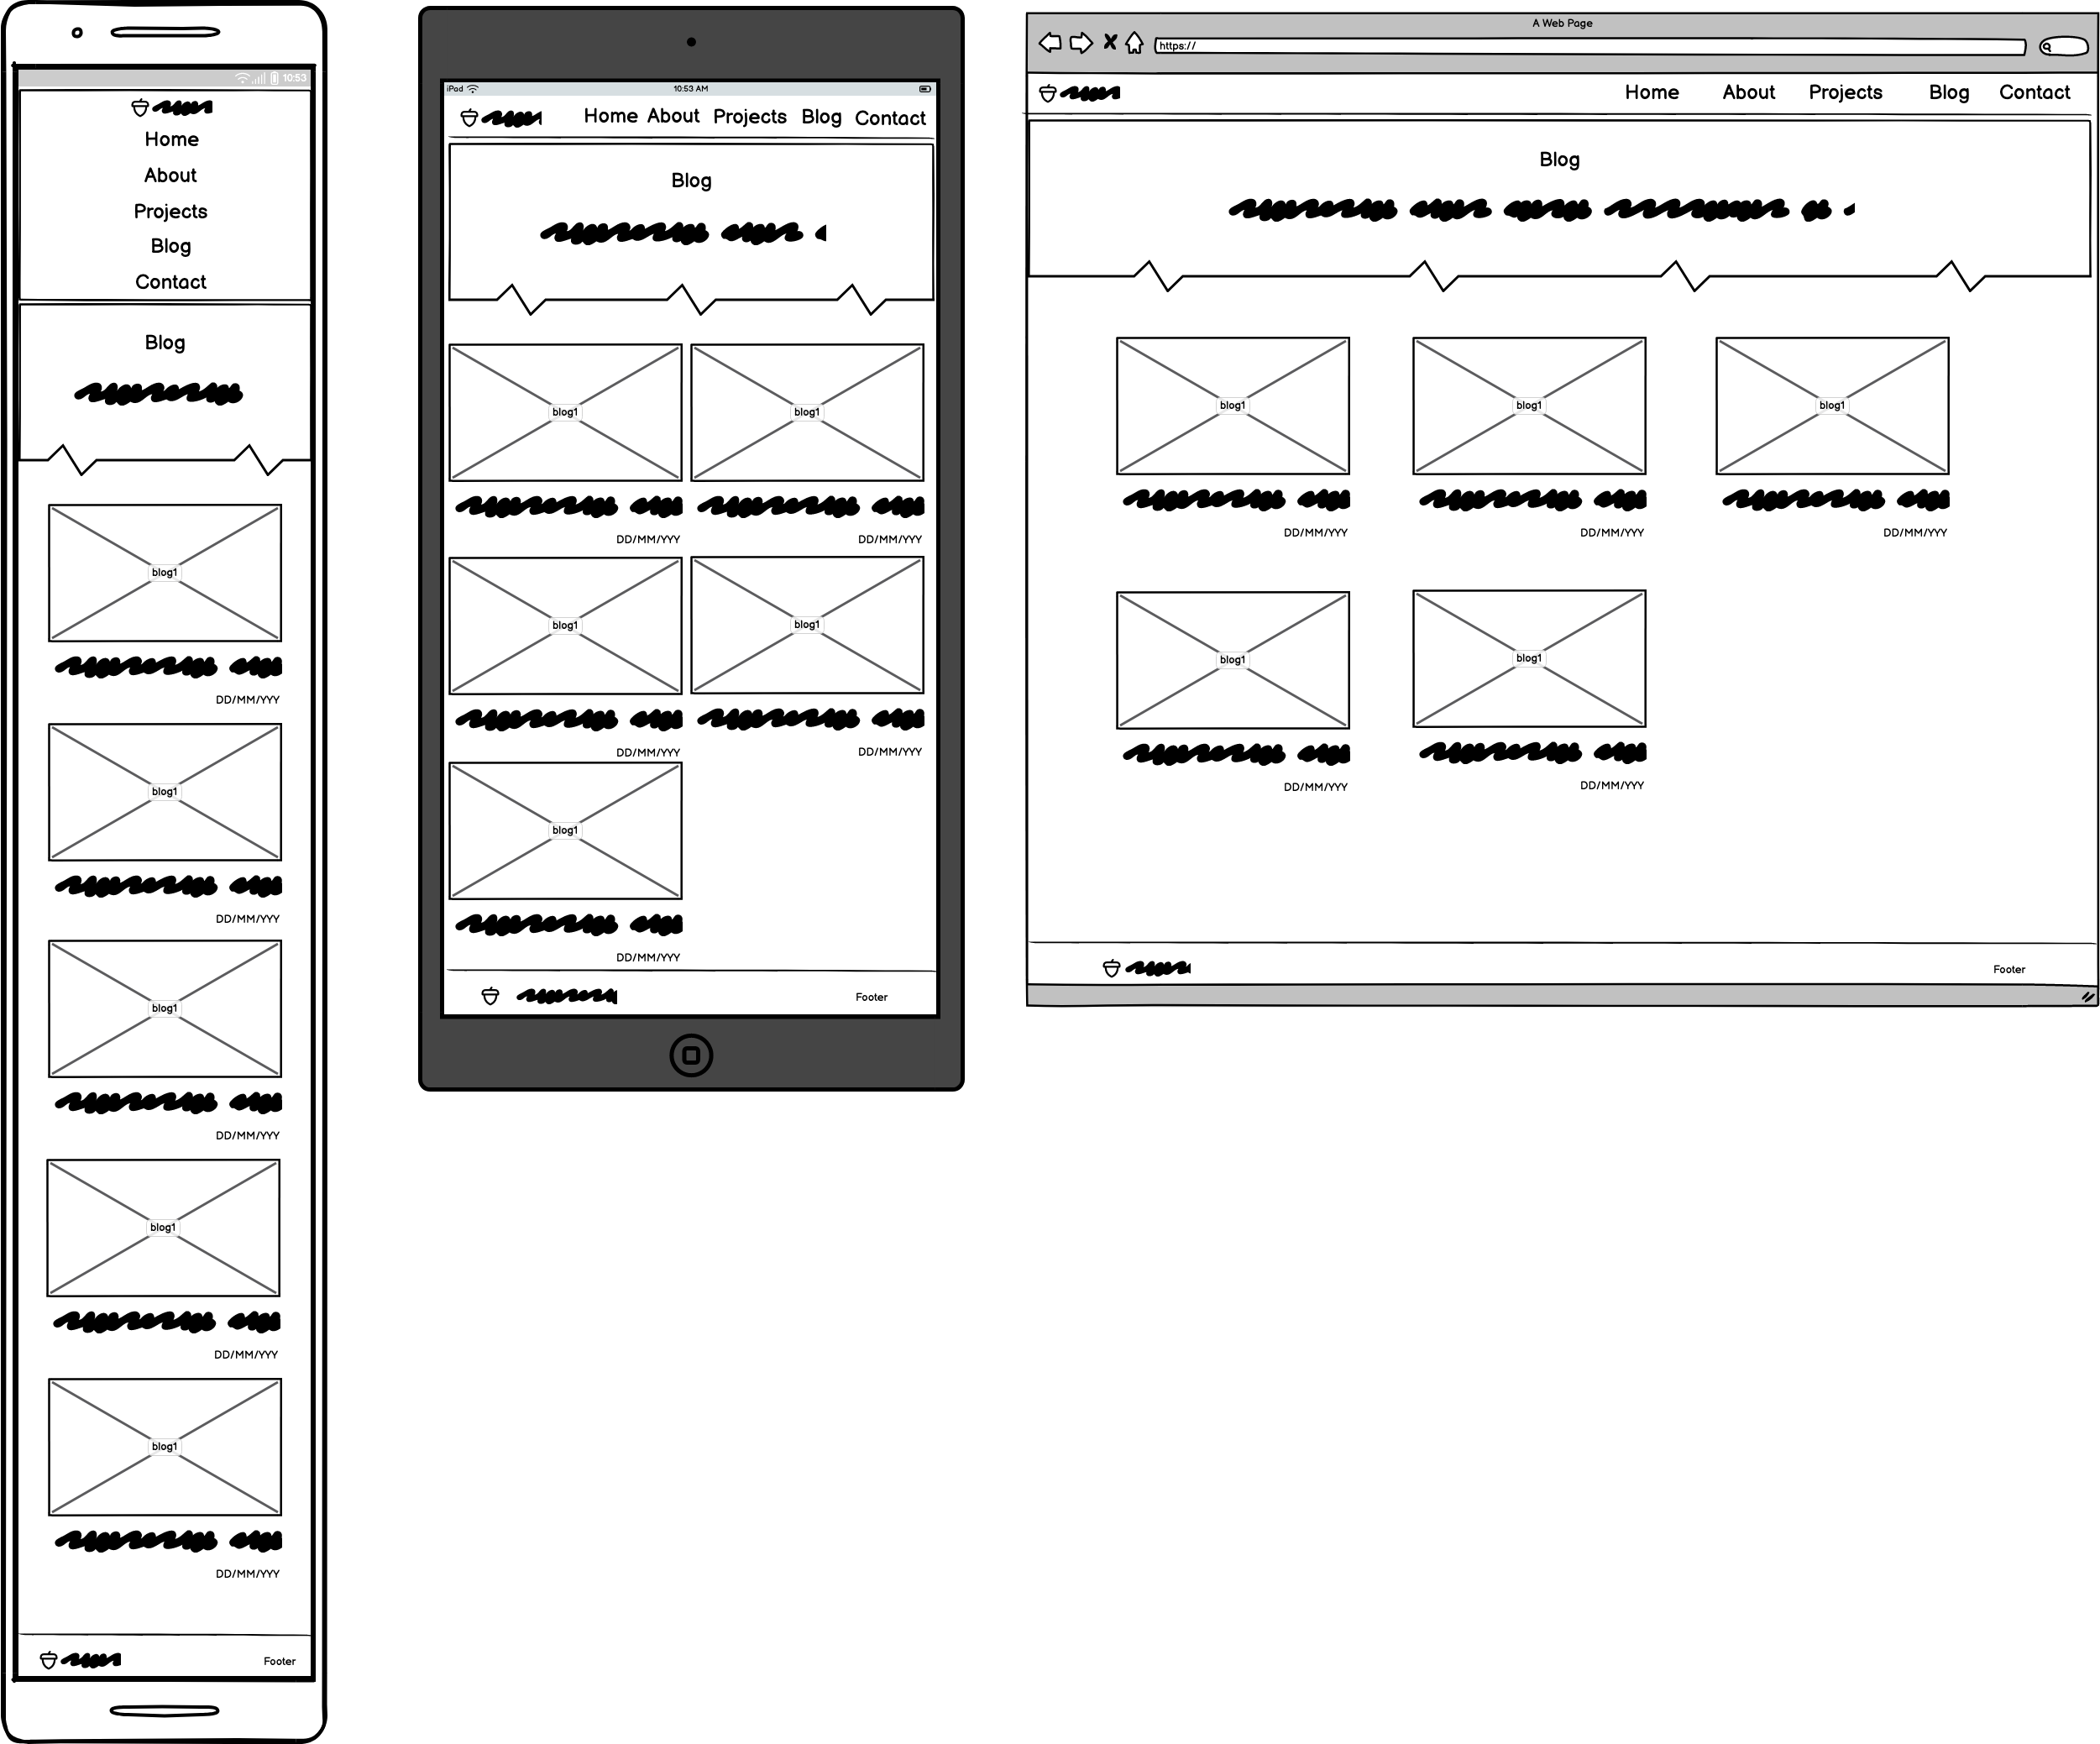 10:53
Home
About
Projects
Blog
Contact
Blog
blog1
DD/MM/YYY
blog1
DD/MM/YYY
blog1
DD/MM/YYY
blog1
DD/MM/YYY
blog1
DD/MM/YYY
Footer
iPod 10:53 AM
Home About Projects Blog Contact
Blog
blog1 blog1
DD/MM/YYY DD/MM/YYY
blog1 blog1
DD/MM/YYY DD/MM/YYY
blog1
DD/MM/YYY
Footer
A Web Page
https://
Home About Projects Blog Contact
Blog
blog1 blog1 blog1
DD/MM/YYY DD/MM/YYY DD/MM/YYY
blog1 blog1
DD/MM/YYY DD/MM/YYY
Footer